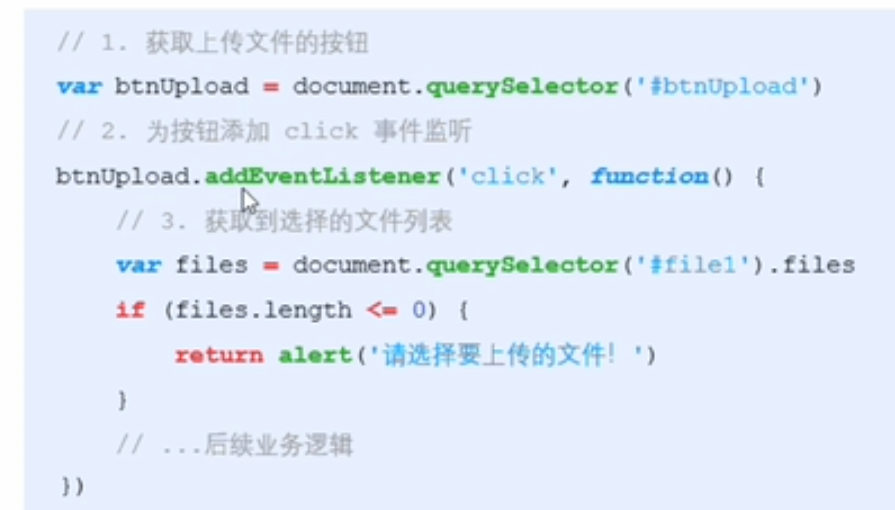 // 1. 获取上传文件的按钮
var btnUpload = document.querySelector('#btnUpload')
// 2. 为按钮添加 click 事件监听
btnUpload.addEventListener('click', function() {
    // 3. 获取到选择的文件列表
    var files = document.querySelector('#file1').files
    if (files.length <= 0) {
        return alert('请选择要上传的文件！')
    }
    // ...后续业务逻辑
})